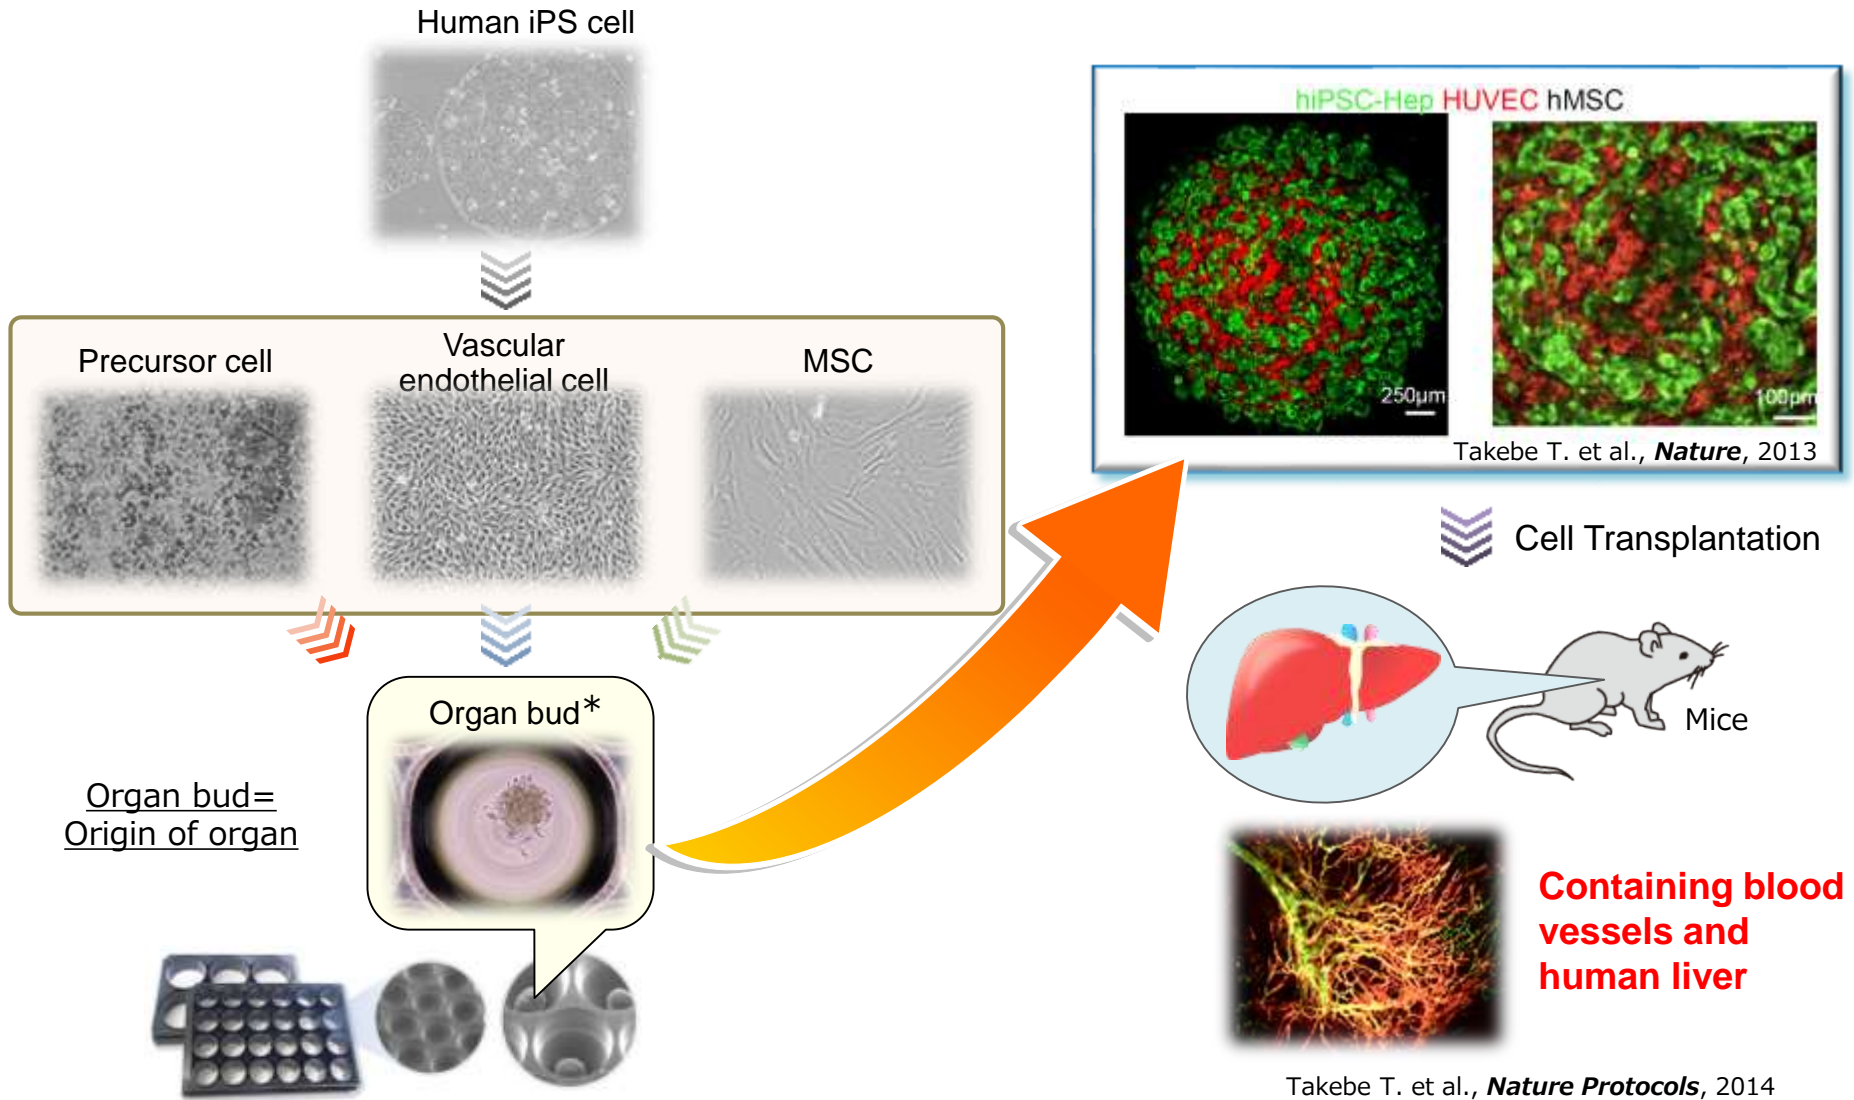 Human iPS cell
Precursor cell
Vascular
endothelial cell
MSC
Organ bud*
Organ bud=
Origin of organ
hiPSC-Hep HUVEC hMSC
250μm
100μm
Takebe T. et al., Nature, 2013
Cell Transplantation
Mice
Containing blood
vessels and
human liver
Takebe T. et al., Nature Protocols, 2014